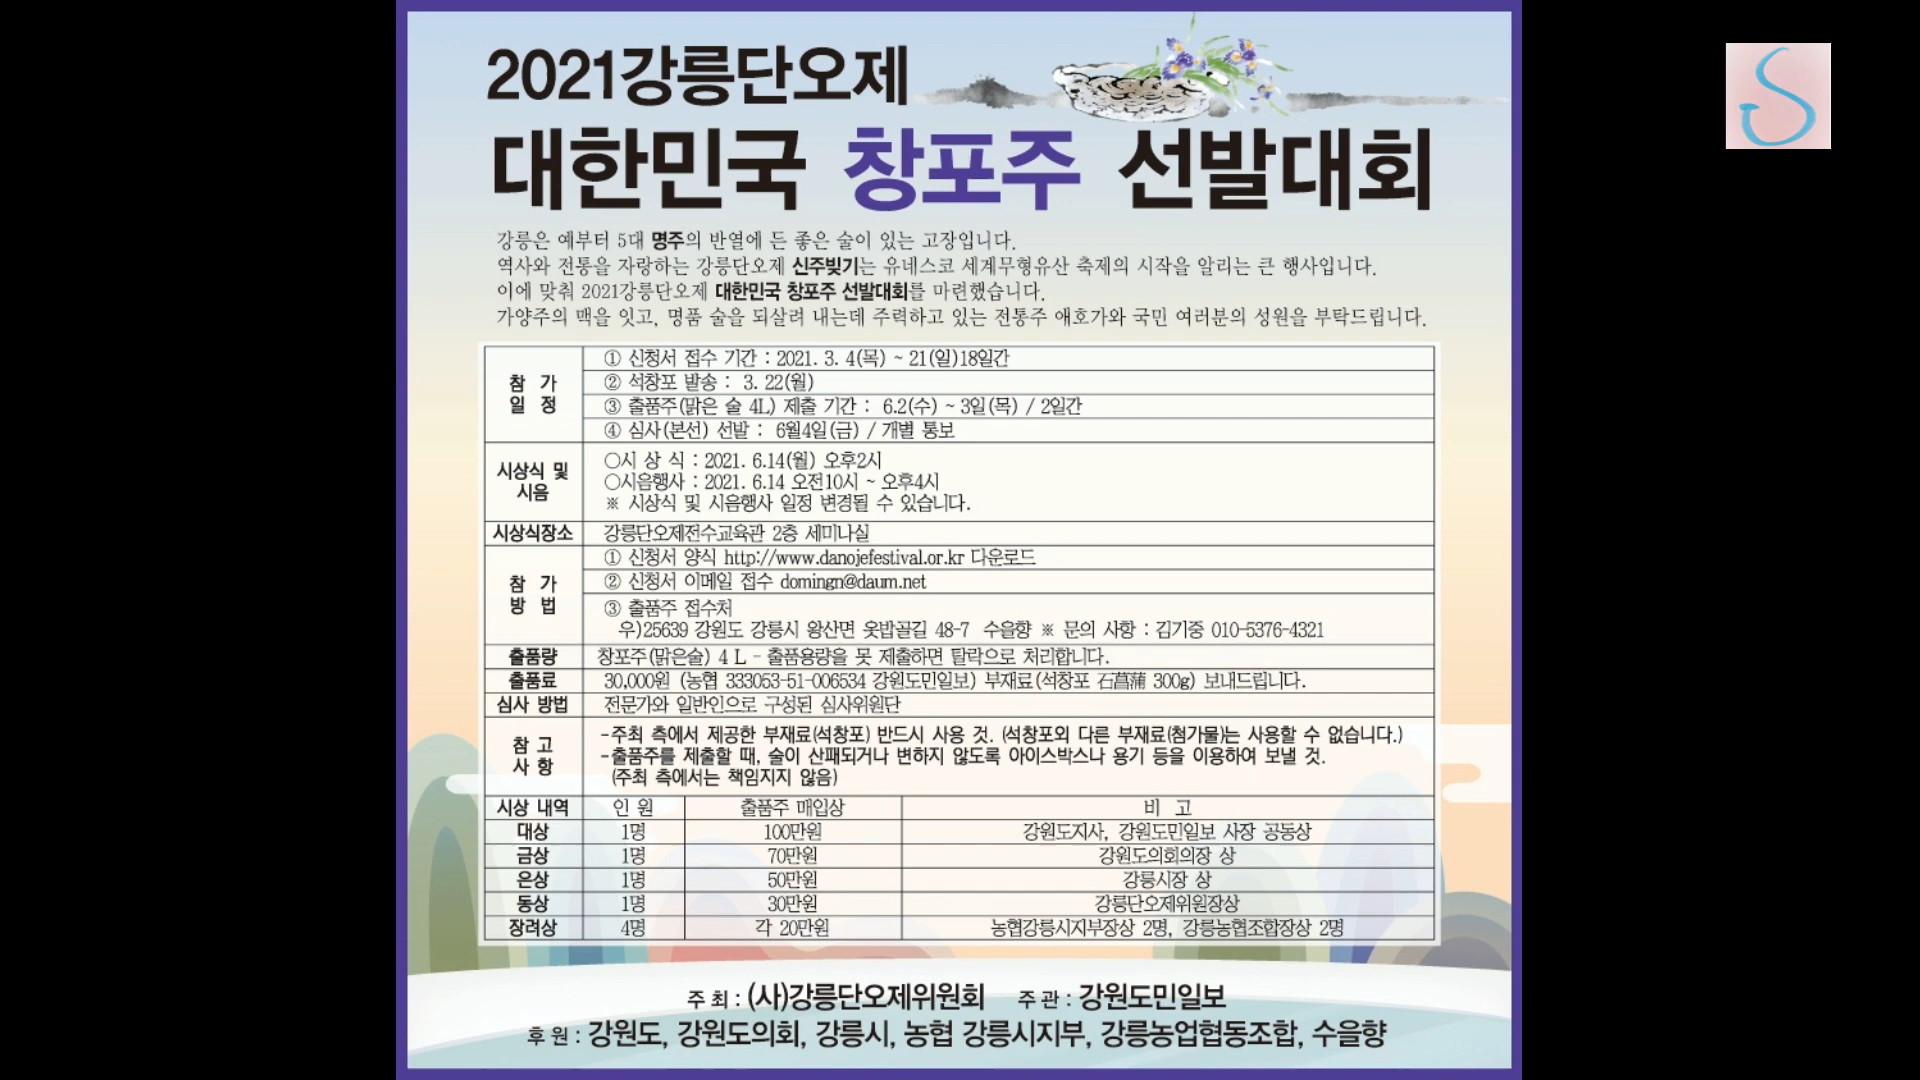 2021강릉단오제
대한민국 창포주 선발대회
강릉은 예부터 5대 명주의 반열에 든 좋은 술이 있는 고장입니다.
역사와 전통을 자랑하는 강릉단오제 신주빚기는 유네스코 세계무형유산 축제의 시작을 알리는 큰 행사입니다.
이에 맞춰 2021강릉단오제 대한민국 창포주 선발대회를 마련했습니다.
가양주의 맥을 잇고, 명품 술을 되살려 내는데 주력하고 있는 전통주 애호가와 국민 여러분의 성원을 부탁드립니다.
참 가
일 정
① 신청서 접수 기간 : 2021. 3. 4(목) ~ 21(일)18일간
② 석창포 발송 : 3. 22(월)
③ 출품주(맑은 술 4L) 제출 기간 : 6.2(수) ~ 3일(목) / 2일간
④ 심사(본선) 선발 : 6월4일(금) / 개별 통보
시상식 및
시음
○시 상 식 : 2021. 6.14(월) 오후2시
○시음행사 : 2021. 6.14 오전10시 ~ 오후4시
※ 시상식 및 시음행사 일정 변경될 수 있습니다.
시상식장소 강릉단오제전수교육관 2층 세미나실
참 가
방 법
① 신청서 양식 http://www.danojefestival.or.kr 다운로드
② 신청서 이메일 접수 domingn@daum.net
③ 출품주 접수처
우)25639 강원도 강릉시 왕산면 옷밥골길 48-7 수을향 ※ 문의 사항 : 김기중 010-5376-4321
출품량 창포주(맑은술) 4 L - 출품용량을 못 제출하면 탈락으로 처리합니다.
출품료 30,000원 (농협 333053-51-006534 강원도민일보) 부재료(석창포 石菖蒲 300g) 보내드립니다.
심사 방법 전문가와 일반인으로 구성된 심사위원단
참 고
사 항
-주최 측에서 제공한 부재료(석창포) 반드시 사용 것. (석창포외 다른 부재료(첨가물)는 사용할 수 없습니다.)
-출품주를 제출할 때, 술이 산패되거나 변하지 않도록 아이스박스나 용기 등을 이용하여 보낼 것.
(주최 측에서는 책임지지 않음)
시상 내역 인 원 출품주 매입상 비 고
대상 1명 100만원 강원도지사, 강원도민일보 사장 공동상
금상 1명 70만원 강원도의회의장 상
은상 1명 50만원 강릉시장 상
동상 1명 30만원 강릉단오제위원장상
장려상 4명 각 20만원 농협강릉시지부장상 2명, 강릉농협조합장상 2명
주 최 : (사)강릉단오제위원회 주 관 : 강원도민일보
후 원 : 강원도, 강원도의회, 강릉시, 농협 강릉시지부, 강릉농업협동조합, 수을향